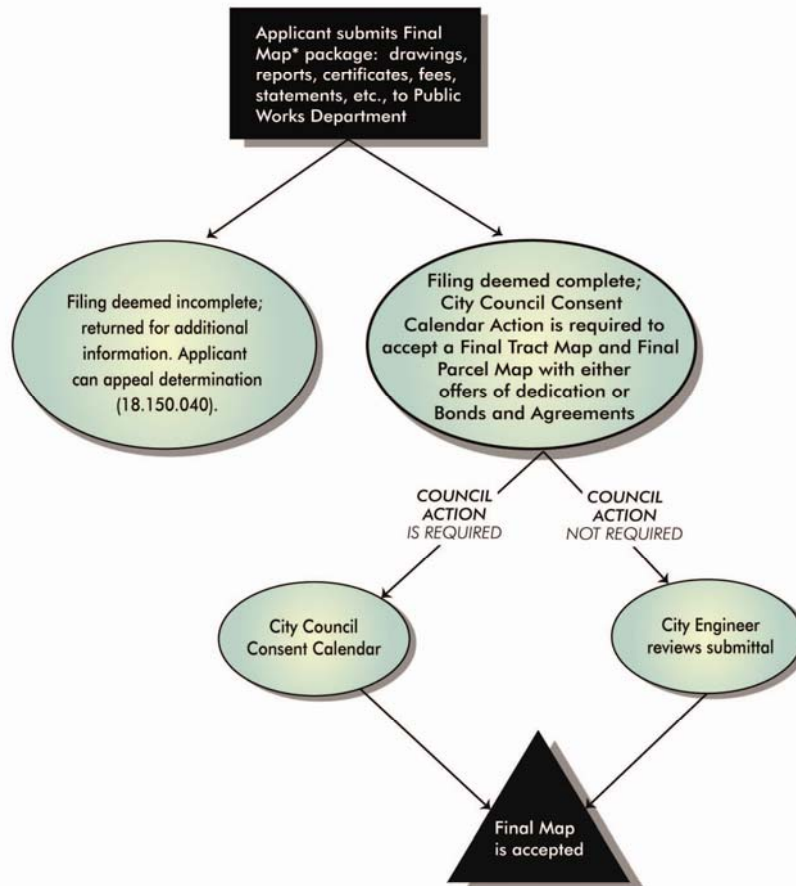 Applicant submits Final
Map* package: drawings,
reports, certificates, fees,
statements, etc., to Public
Works Department
Filing deemed incomplete;
returned for additional
information. Applicant
can appeal determination
(18.150.040).
Filing deemed complete;
City Council Consent
Calendar Action is required to
accept a Final Tract Map and Final
Parcel Map with either
offers of dedication or
Bonds and Agreements
COUNCIL
ACTION
IS REQUIRED
COUNCIL
ACTION
NOT REQUIRED
City Council
Consent Calendar
City Engineer
reviews submittal
Final Map
is accepted